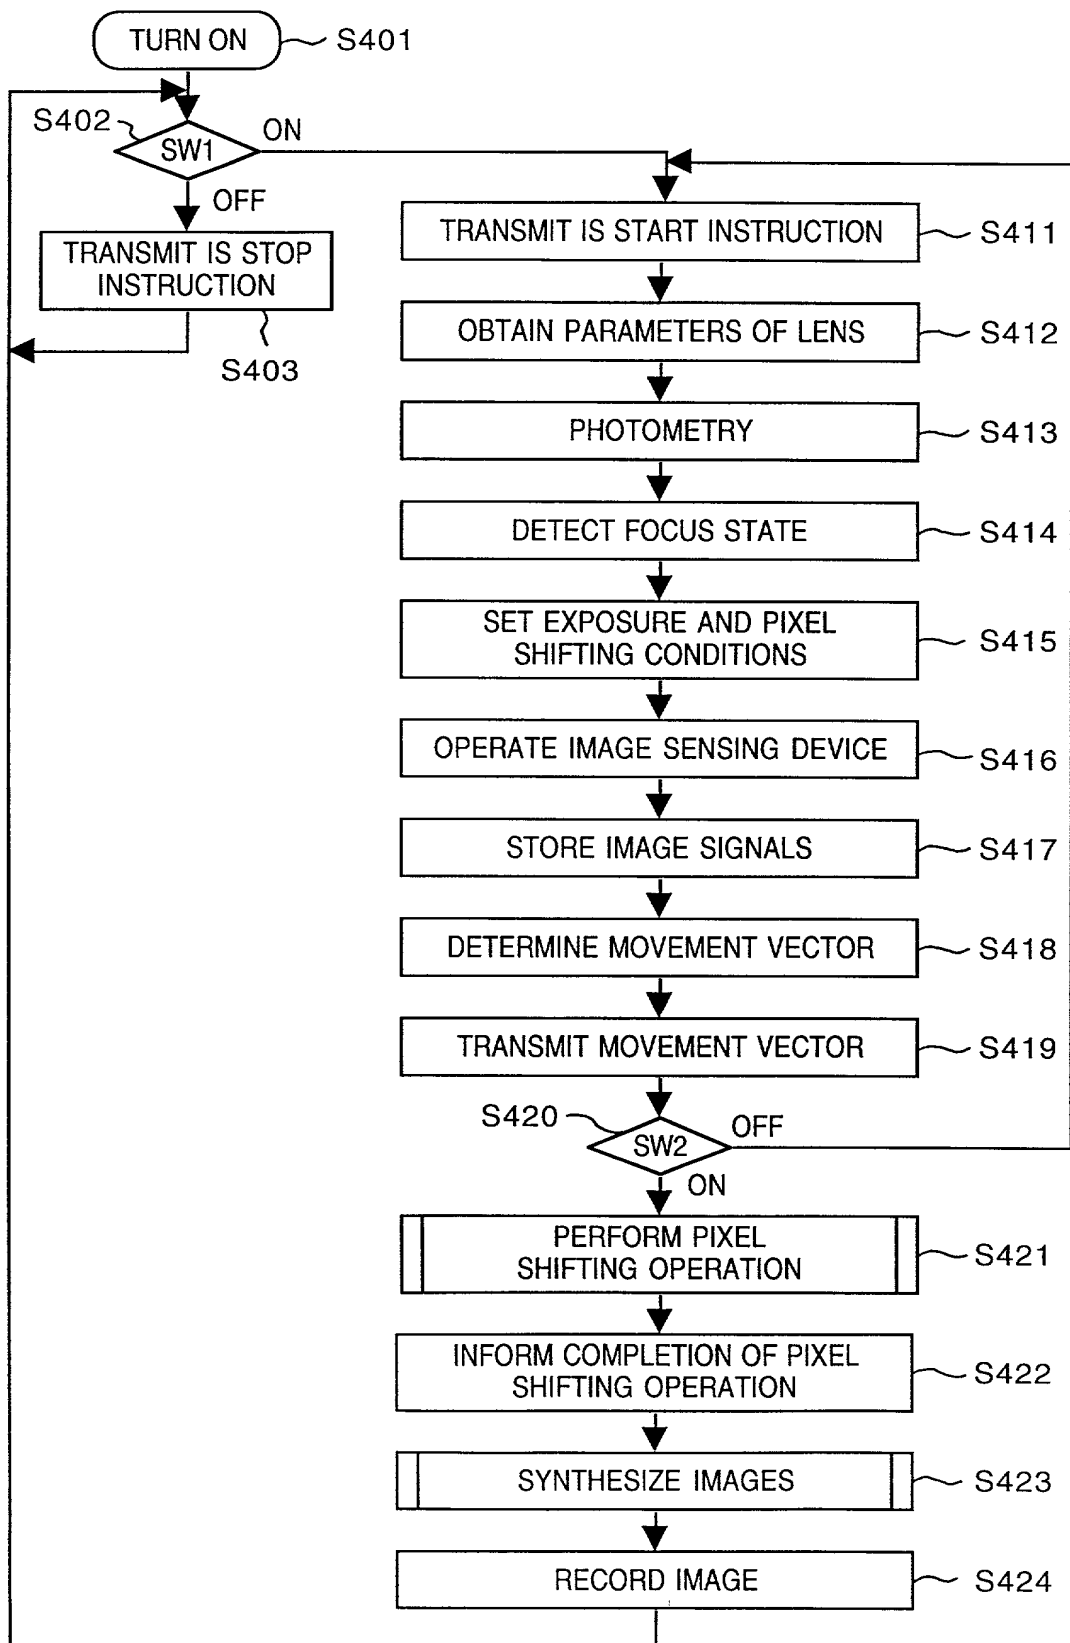 TURN ON
S401
S402
SW1
ON
OFF
TRANSMIT IS STOP
INSTRUCTION
S403
TRANSMIT IS START INSTRUCTION
S411
OBTAIN PARAMETERS OF LENS
S412
PHOTOMETRY
S413
DETECT FOCUS STATE
S414
SET EXPOSURE AND PIXEL
SHIFTING CONDITIONS
S415
OPERATE IMAGE SENSING DEVICE
S416
STORE IMAGE SIGNALS
S417
DETERMINE MOVEMENT VECTOR
S418
TRANSMIT MOVEMENT VECTOR
S419
S420
SW2
OFF
ON
PERFORM PIXEL
SHIFTING OPERATION
S421
INFORM COMPLETION OF PIXEL
SHIFTING OPERATION
S422
SYNTHESIZE IMAGES
S423
RECORD IMAGE
S424